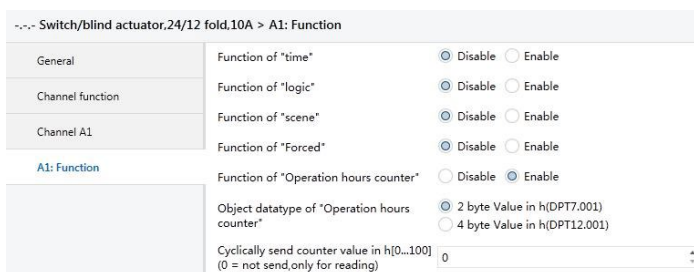 -.-.- Switch/blind actuator,24/12 fold,10A > A1: Function
General
Channel function
Channel A1
A1: Function
Function of "time" Disable Enable
Function of "logic" Disable Enable
Function of "scene" Disable Enable
Function of "Forced" Disable Enable
Function of "Operation hours counter" Disable Enable
Object datatype of "Operation hours
counter"
2 byte Value in h(DPT7.001)
4 byte Value in h(DPT12.001)
Cyclically send counter value in h[0...100]
(0 = not send,only for reading)
0